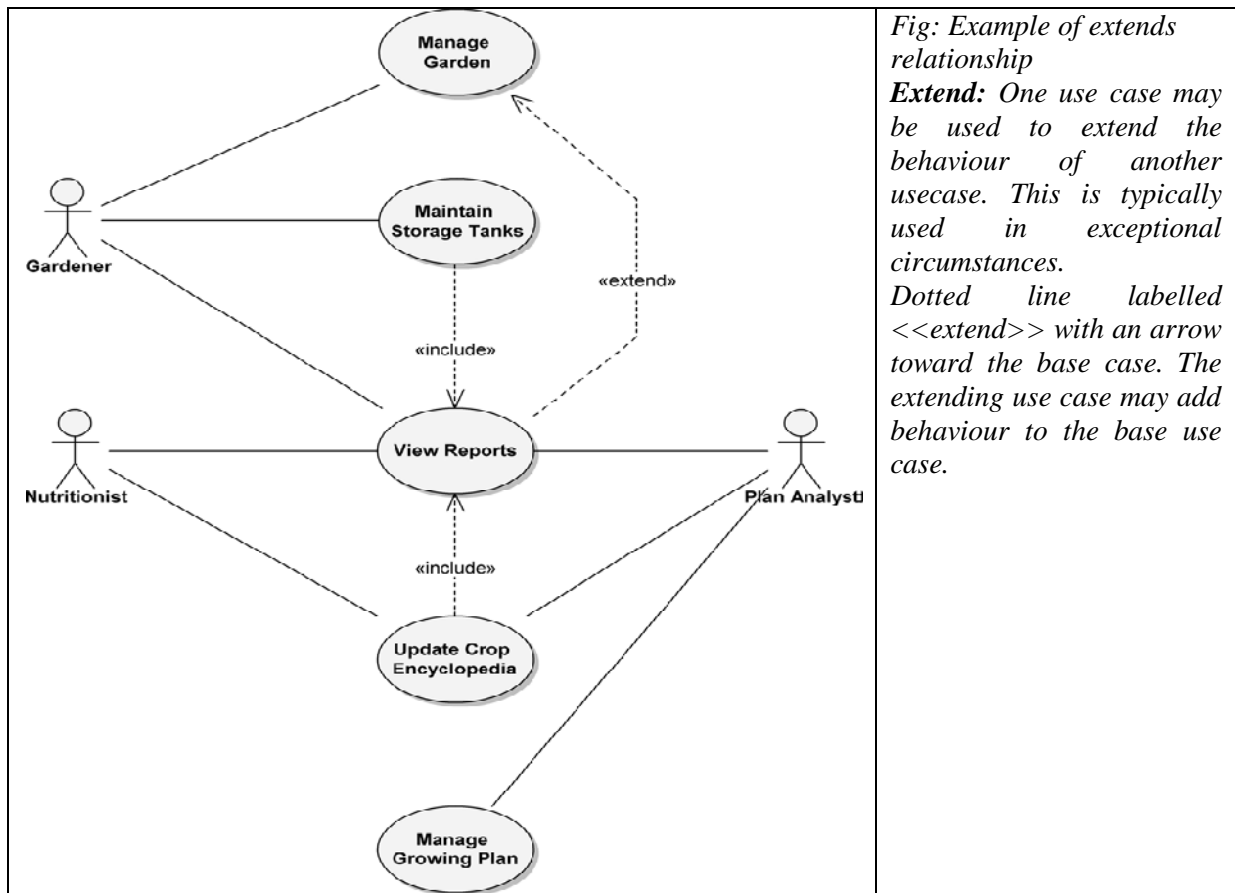 Manage
Garden
Maintain
Storage Tanks
Gardener
«extend»
«include»
View Reports
Nutritionist
Plan Analyst
«include»
Update Crop
Encyclopedia
Manage
Growing Plan
Fig: Example of extends
relationship
Extend: One use case may
be used to extend the
behaviour of another
usecase. This is typically
used in exceptional
circumstances.
Dotted line labelled
<<extend>> with an arrow
toward the base case. The
extending use case may add
behaviour to the base use
case.